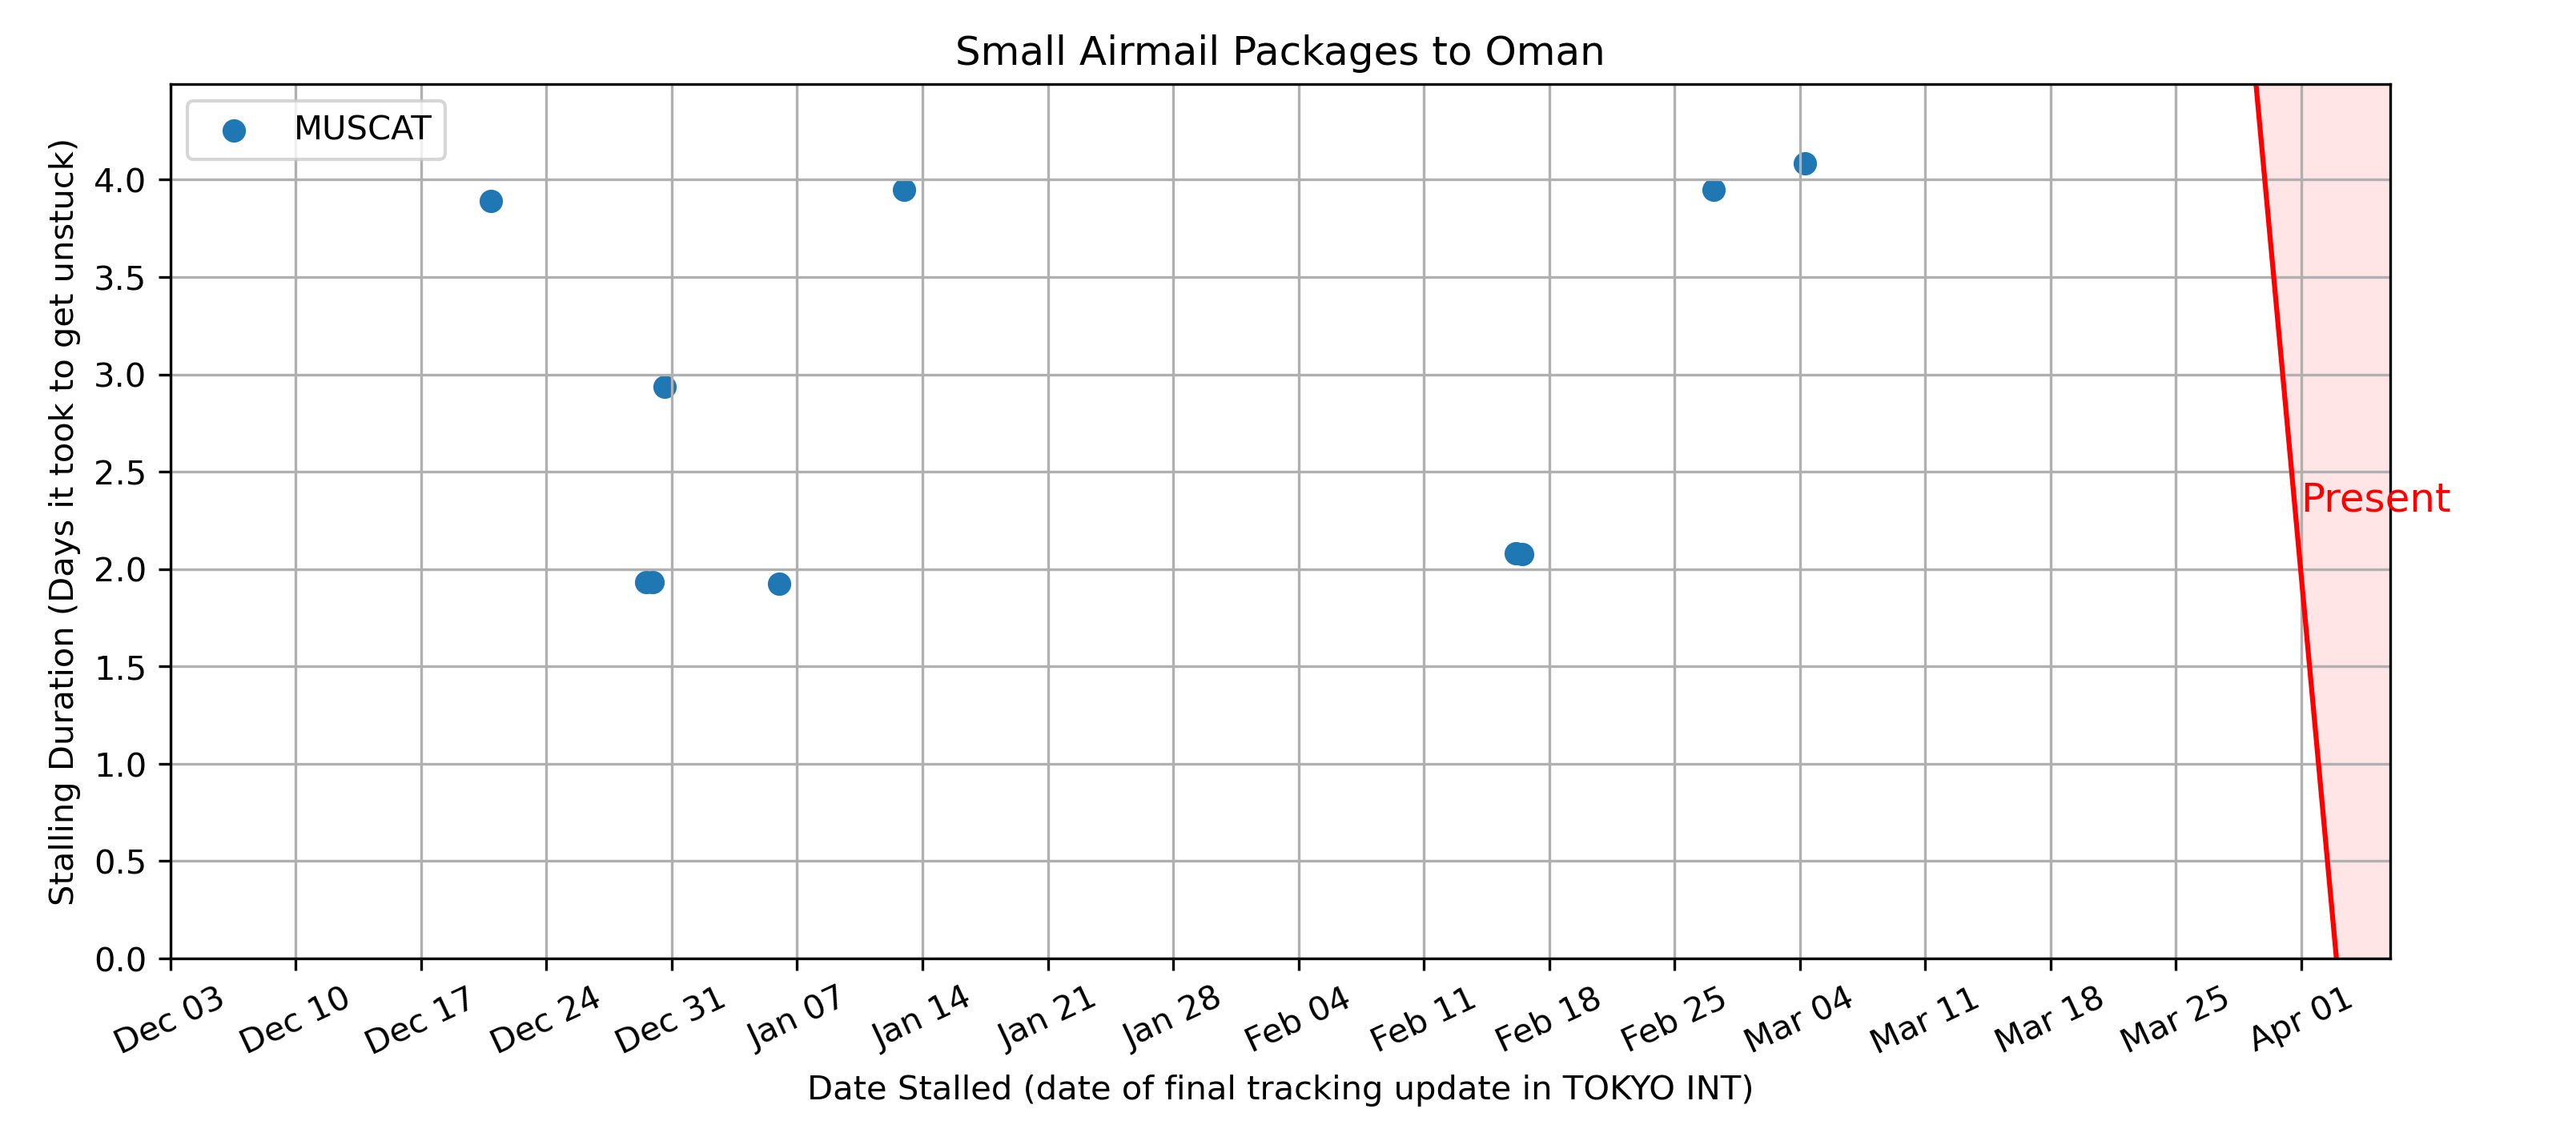 Small Airmail Packages to Oman
MUSCAT
Stalling Duration (Days it took to get unstuck)
4.0
3.5
3.0
2.5
2.0
1.5
1.0
0.5
0.0
Present
Dec 03 Dec 10 Dec 17 Dec 24 Dec 31 Jan 07 Jan 14 Jan 21 Jan 28 Feb 04 Feb 11 Feb 18 Feb 25 Mar 04 Mar 11 Mar 18 Mar 25 Apr 01
Date Stalled (date of final tracking update in TOKYO INT)